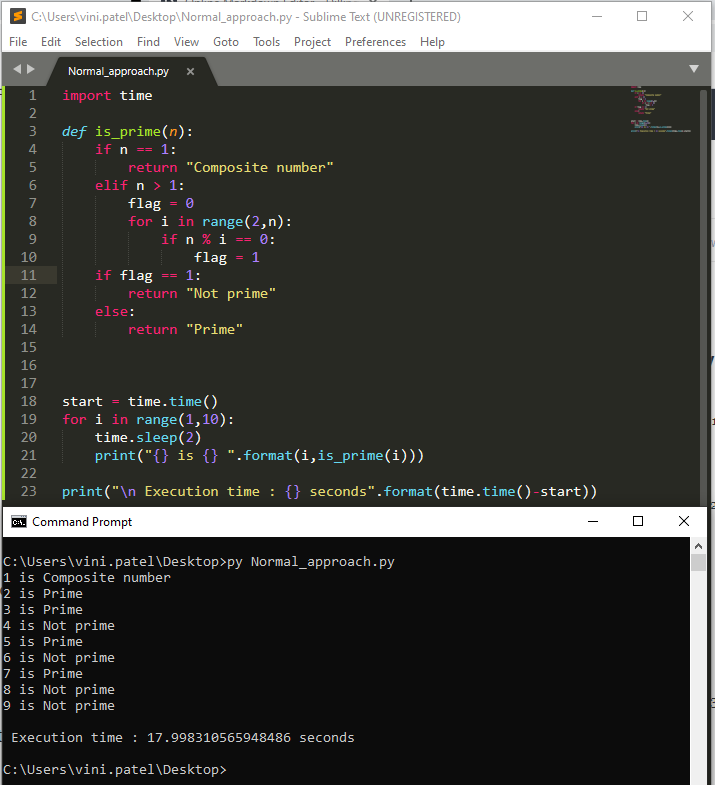 C:\Users\vini.patel\Desktop\Normal_approach.py - Sublime Text (UNREGISTERED)
File Edit Selection Find View Goto Tools Project Preferences Help
Normal_approach.py
1 import time
2
3 def is_prime(n):
4     if n == 1:
5         return "Composite number"
6     elif n > 1:
7         flag = 0
8         for i in range(2,n):
9             if n % i == 0:
10                 flag = 1
11     if flag == 1:
12         return "Not prime"
13     else:
14         return "Prime"
15
16
17
18 start = time.time()
19 for i in range(1,10):
20     time.sleep(2)
21     print("{} is {} ".format(i,is_prime(i)))
22
23 print("\n Execution time : {} seconds".format(time.time()-start))
Command Prompt
C:\Users\vini.patel\Desktop>py Normal_approach.py
1 is Composite number
2 is Prime
3 is Prime
4 is Not prime
5 is Prime
6 is Not prime
7 is Prime
8 is Not prime
9 is Not prime
Execution time : 17.998310565948486 seconds
C:\Users\vini.patel\Desktop>